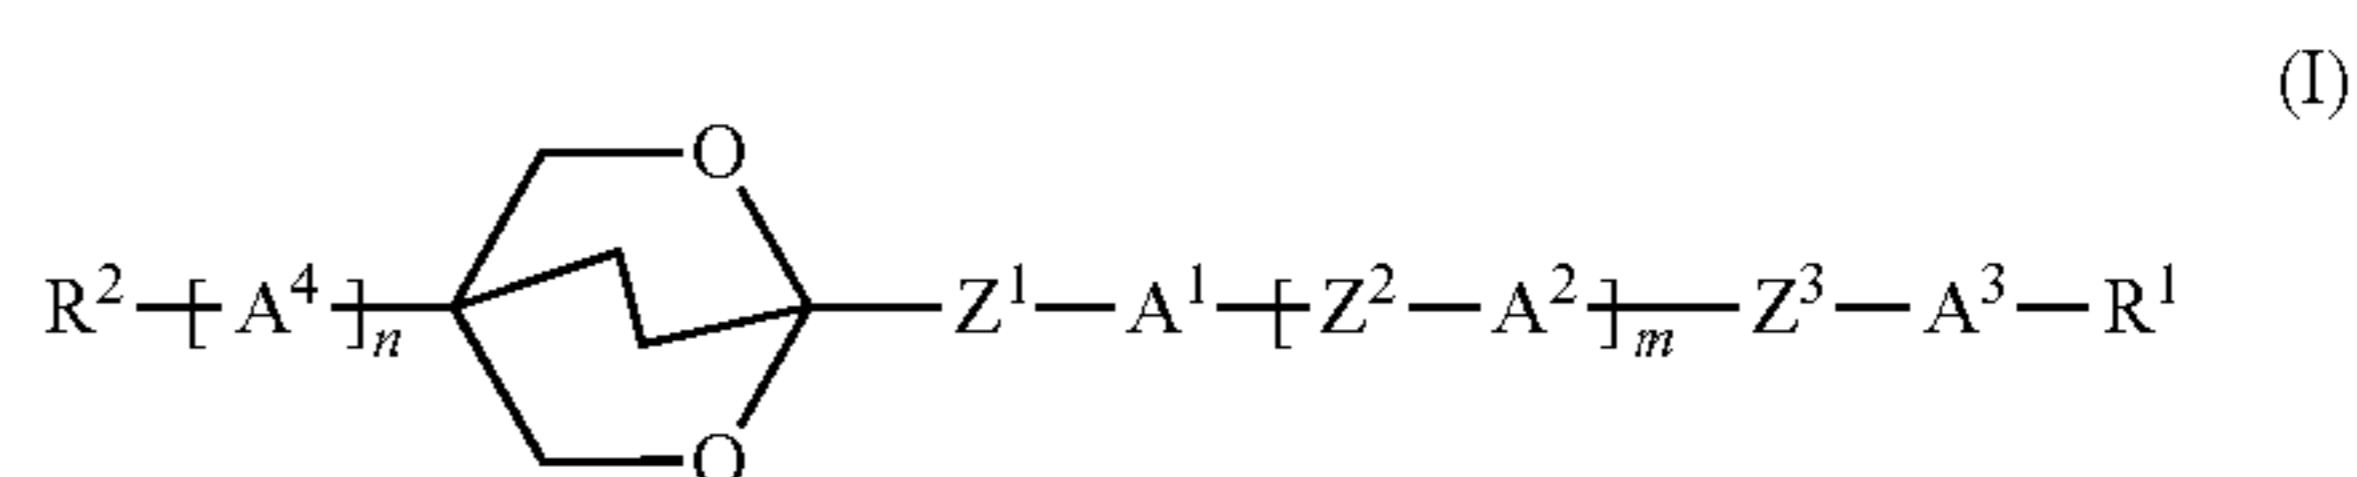 (I)
O
R² [ A⁴ ]ₙ Z¹ A¹ [ Z² A² ]ₘ Z³ A³ R¹
O